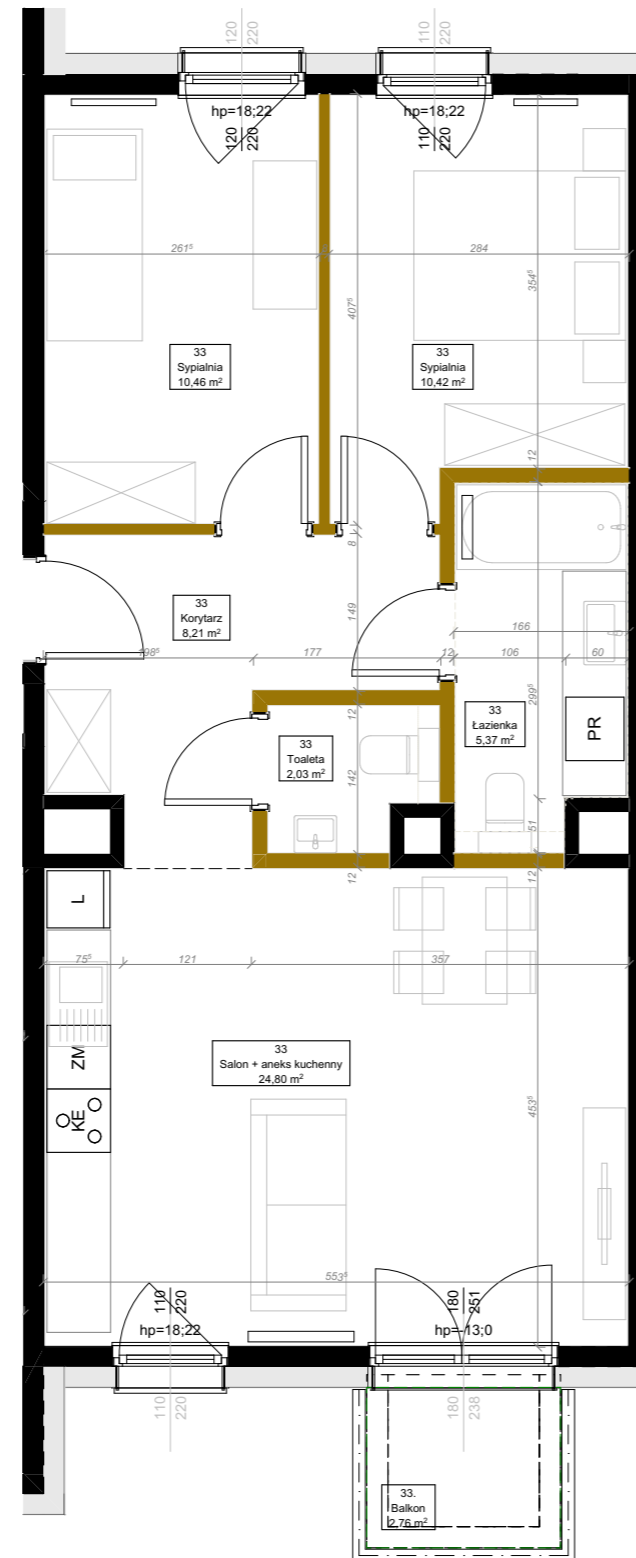 120
220
110
220
hp=18;22
120
220
hp=18;22
110
220
261⁵
284
407⁵
354⁵
33
Sypialnia
10,46 m²
33
Sypialnia
10,42 m²
12
8
33
Korytarz
8,21 m²
149
166
198⁵
177
12
106
60
299⁵
12
33
Łazienka
5,37 m²
PR
33
Toaleta
2,03 m²
142
51
12
12
L
75⁵
121
357
ZM
33
Salon + aneks kuchenny
24,80 m²
KE
453⁵
553⁵
110
220
hp=18;22
180
251
hp=-13;0
110
220
180
238
33.
Balkon
2,76 m²